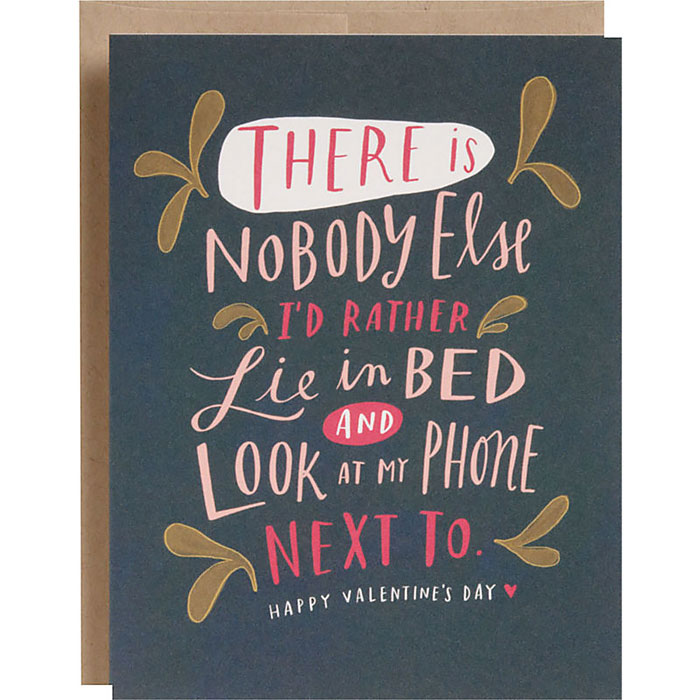 THERE is
NOBODY Else
I'D RATHER
Lie in BED
AND
LOOK AT MY PHONE
NEXT TO.
HAPPY VALENTINE'S DAY